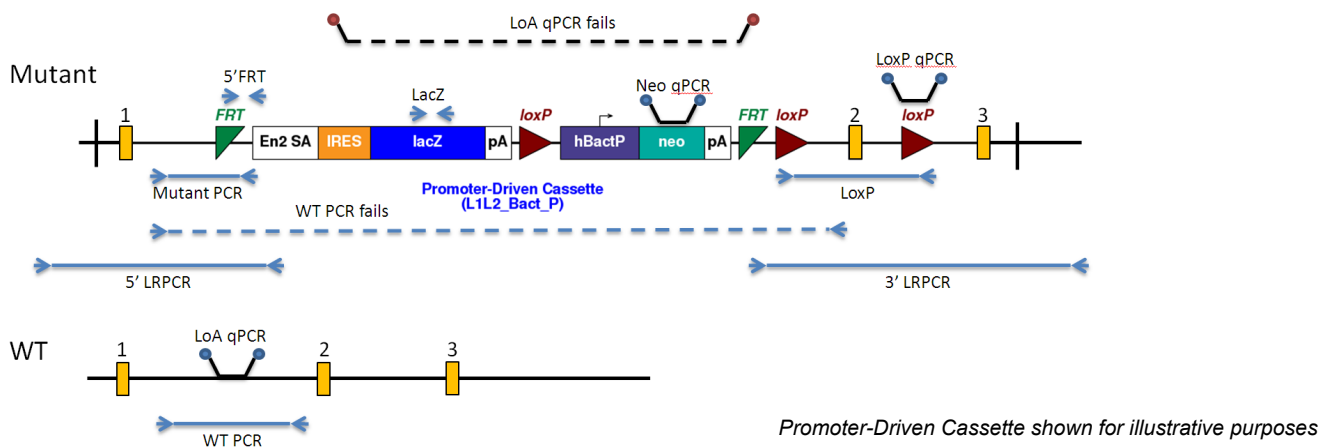 LoA qPCR fails
Mutant
5'FRT
LacZ
Neo qPCR
LoxP qPCR
1
FRT
loxP
FRT
loxP
2
loxP
3
En2 SA
IRES
lacZ
pA
hBactP
neo
pA
Mutant PCR
Promoter-Driven Cassette
(L1L2_Bact_P)
LoxP
WT PCR fails
5' LRPCR
3' LRPCR
WT
LoA qPCR
1
2
3
WT PCR
Promoter-Driven Cassette shown for illustrative purposes